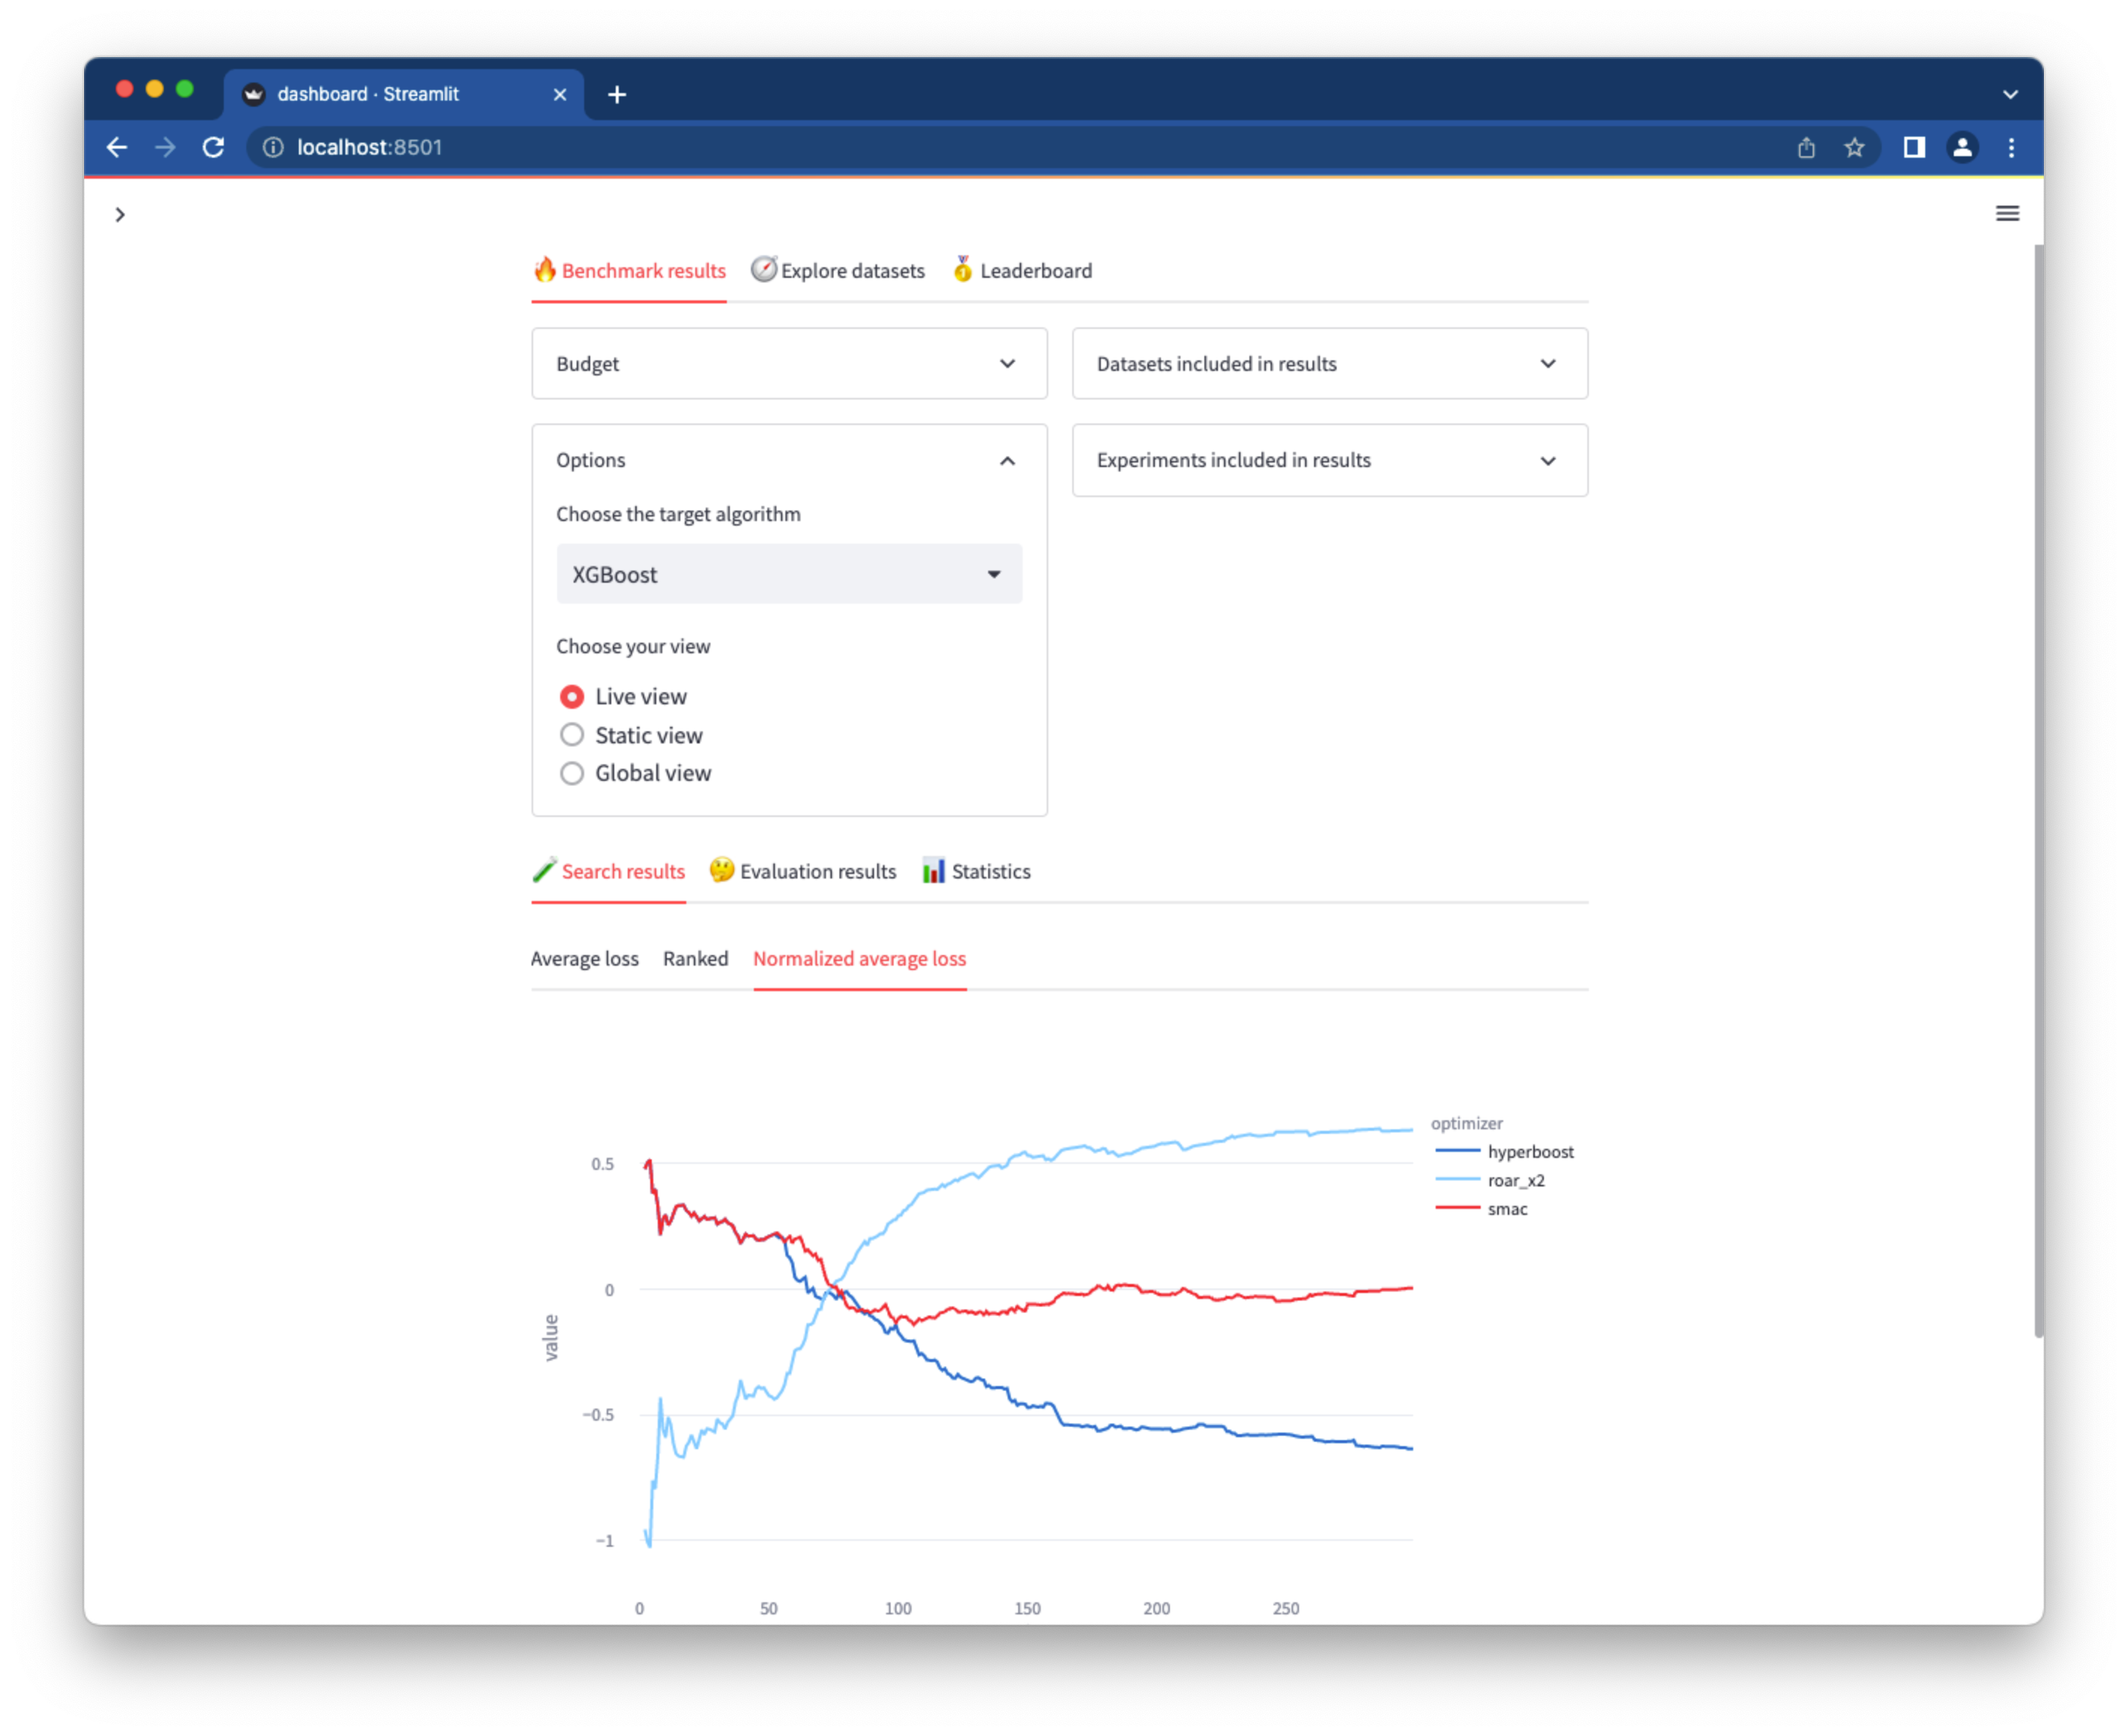 dashboard · Streamlit
localhost:8501
Benchmark results Explore datasets Leaderboard
Budget
Datasets included in results
Options
Experiments included in results
Choose the target algorithm
XGBoost
Choose your view
Live view
Static view
Global view
Search results Evaluation results Statistics
Average loss Ranked Normalized average loss
optimizer
hyperboost
roar_x2
smac
0.5
0
−0.5
−1
value
0 50 100 150 200 250